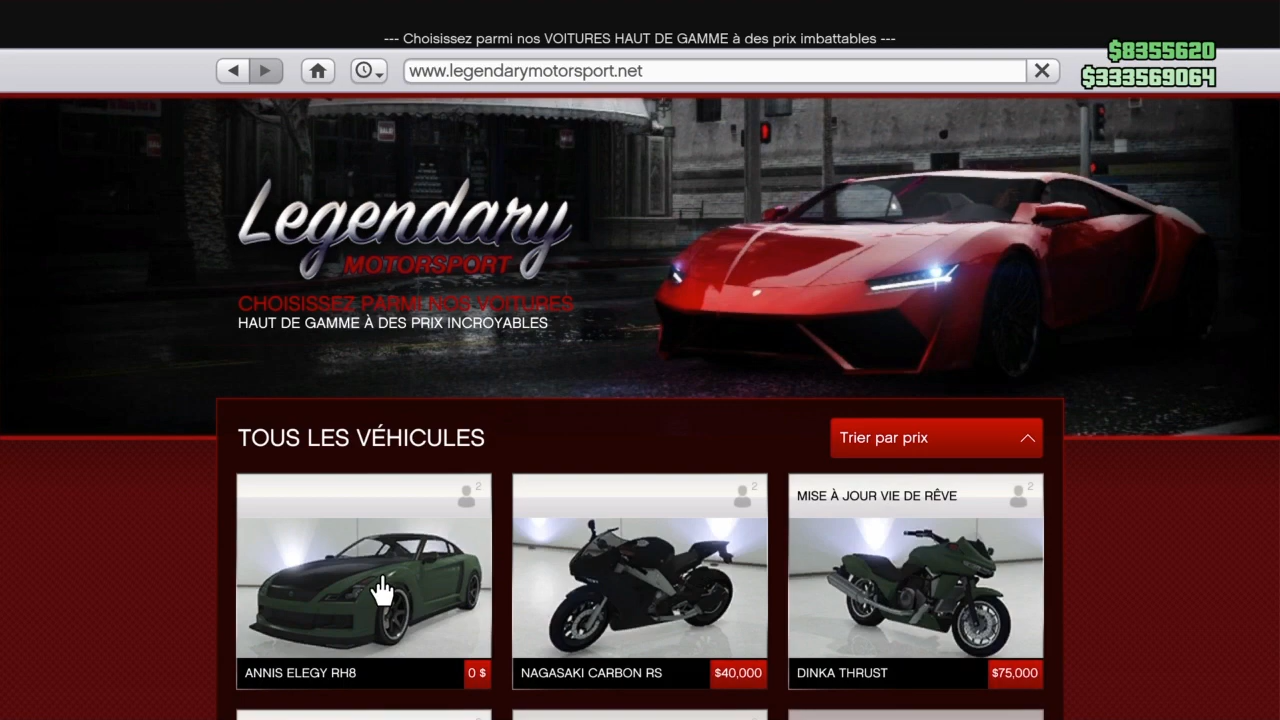 --- Choisissez parmi nos VOITURES HAUT DE GAMME à des prix imbattables ---
$8355620
www.legendarymotorsport.net
$333569064
Legendary
MOTORSPORT
CHOISISSEZ PARMI NOS VOITURES
HAUT DE GAMME À DES PRIX INCROYABLES
TOUS LES VÉHICULES
Trier par prix
2
2
MISE À JOUR VIE DE RÊVE
2
ANNIS ELEGY RH8
0 $
NAGASAKI CARBON RS
$40,000
DINKA THRUST
$75,000